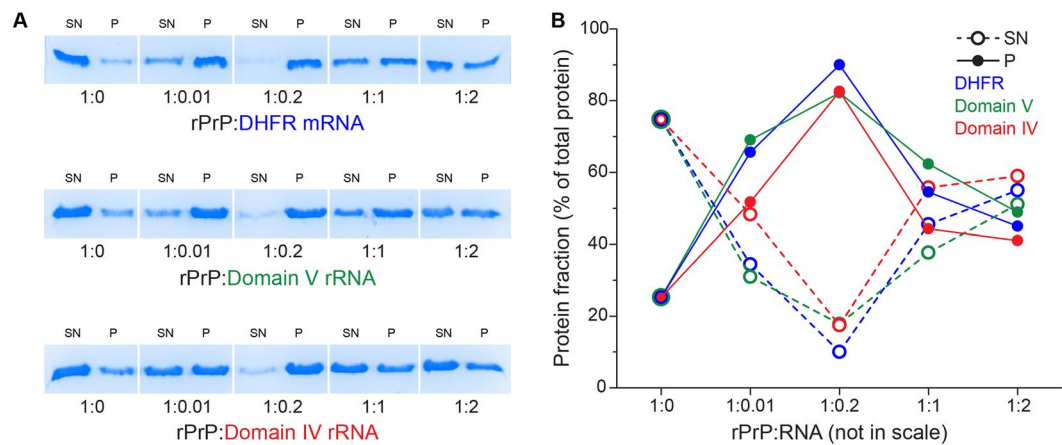 A
SN P SN P SN P SN P SN P
1:0 1:0.01 1:0.2 1:1 1:2
rPrP:DHFR mRNA
SN P SN P SN P SN P SN P
1:0 1:0.01 1:0.2 1:1 1:2
rPrP:Domain V rRNA
SN P SN P SN P SN P SN P
1:0 1:0.01 1:0.2 1:1 1:2
rPrP:Domain IV rRNA
B
Protein fraction (% of total protein)
100
80
60
40
20
0
SN
P
DHFR
Domain V
Domain IV
1:0 1:0.01 1:0.2 1:1 1:2
rPrP:RNA (not in scale)